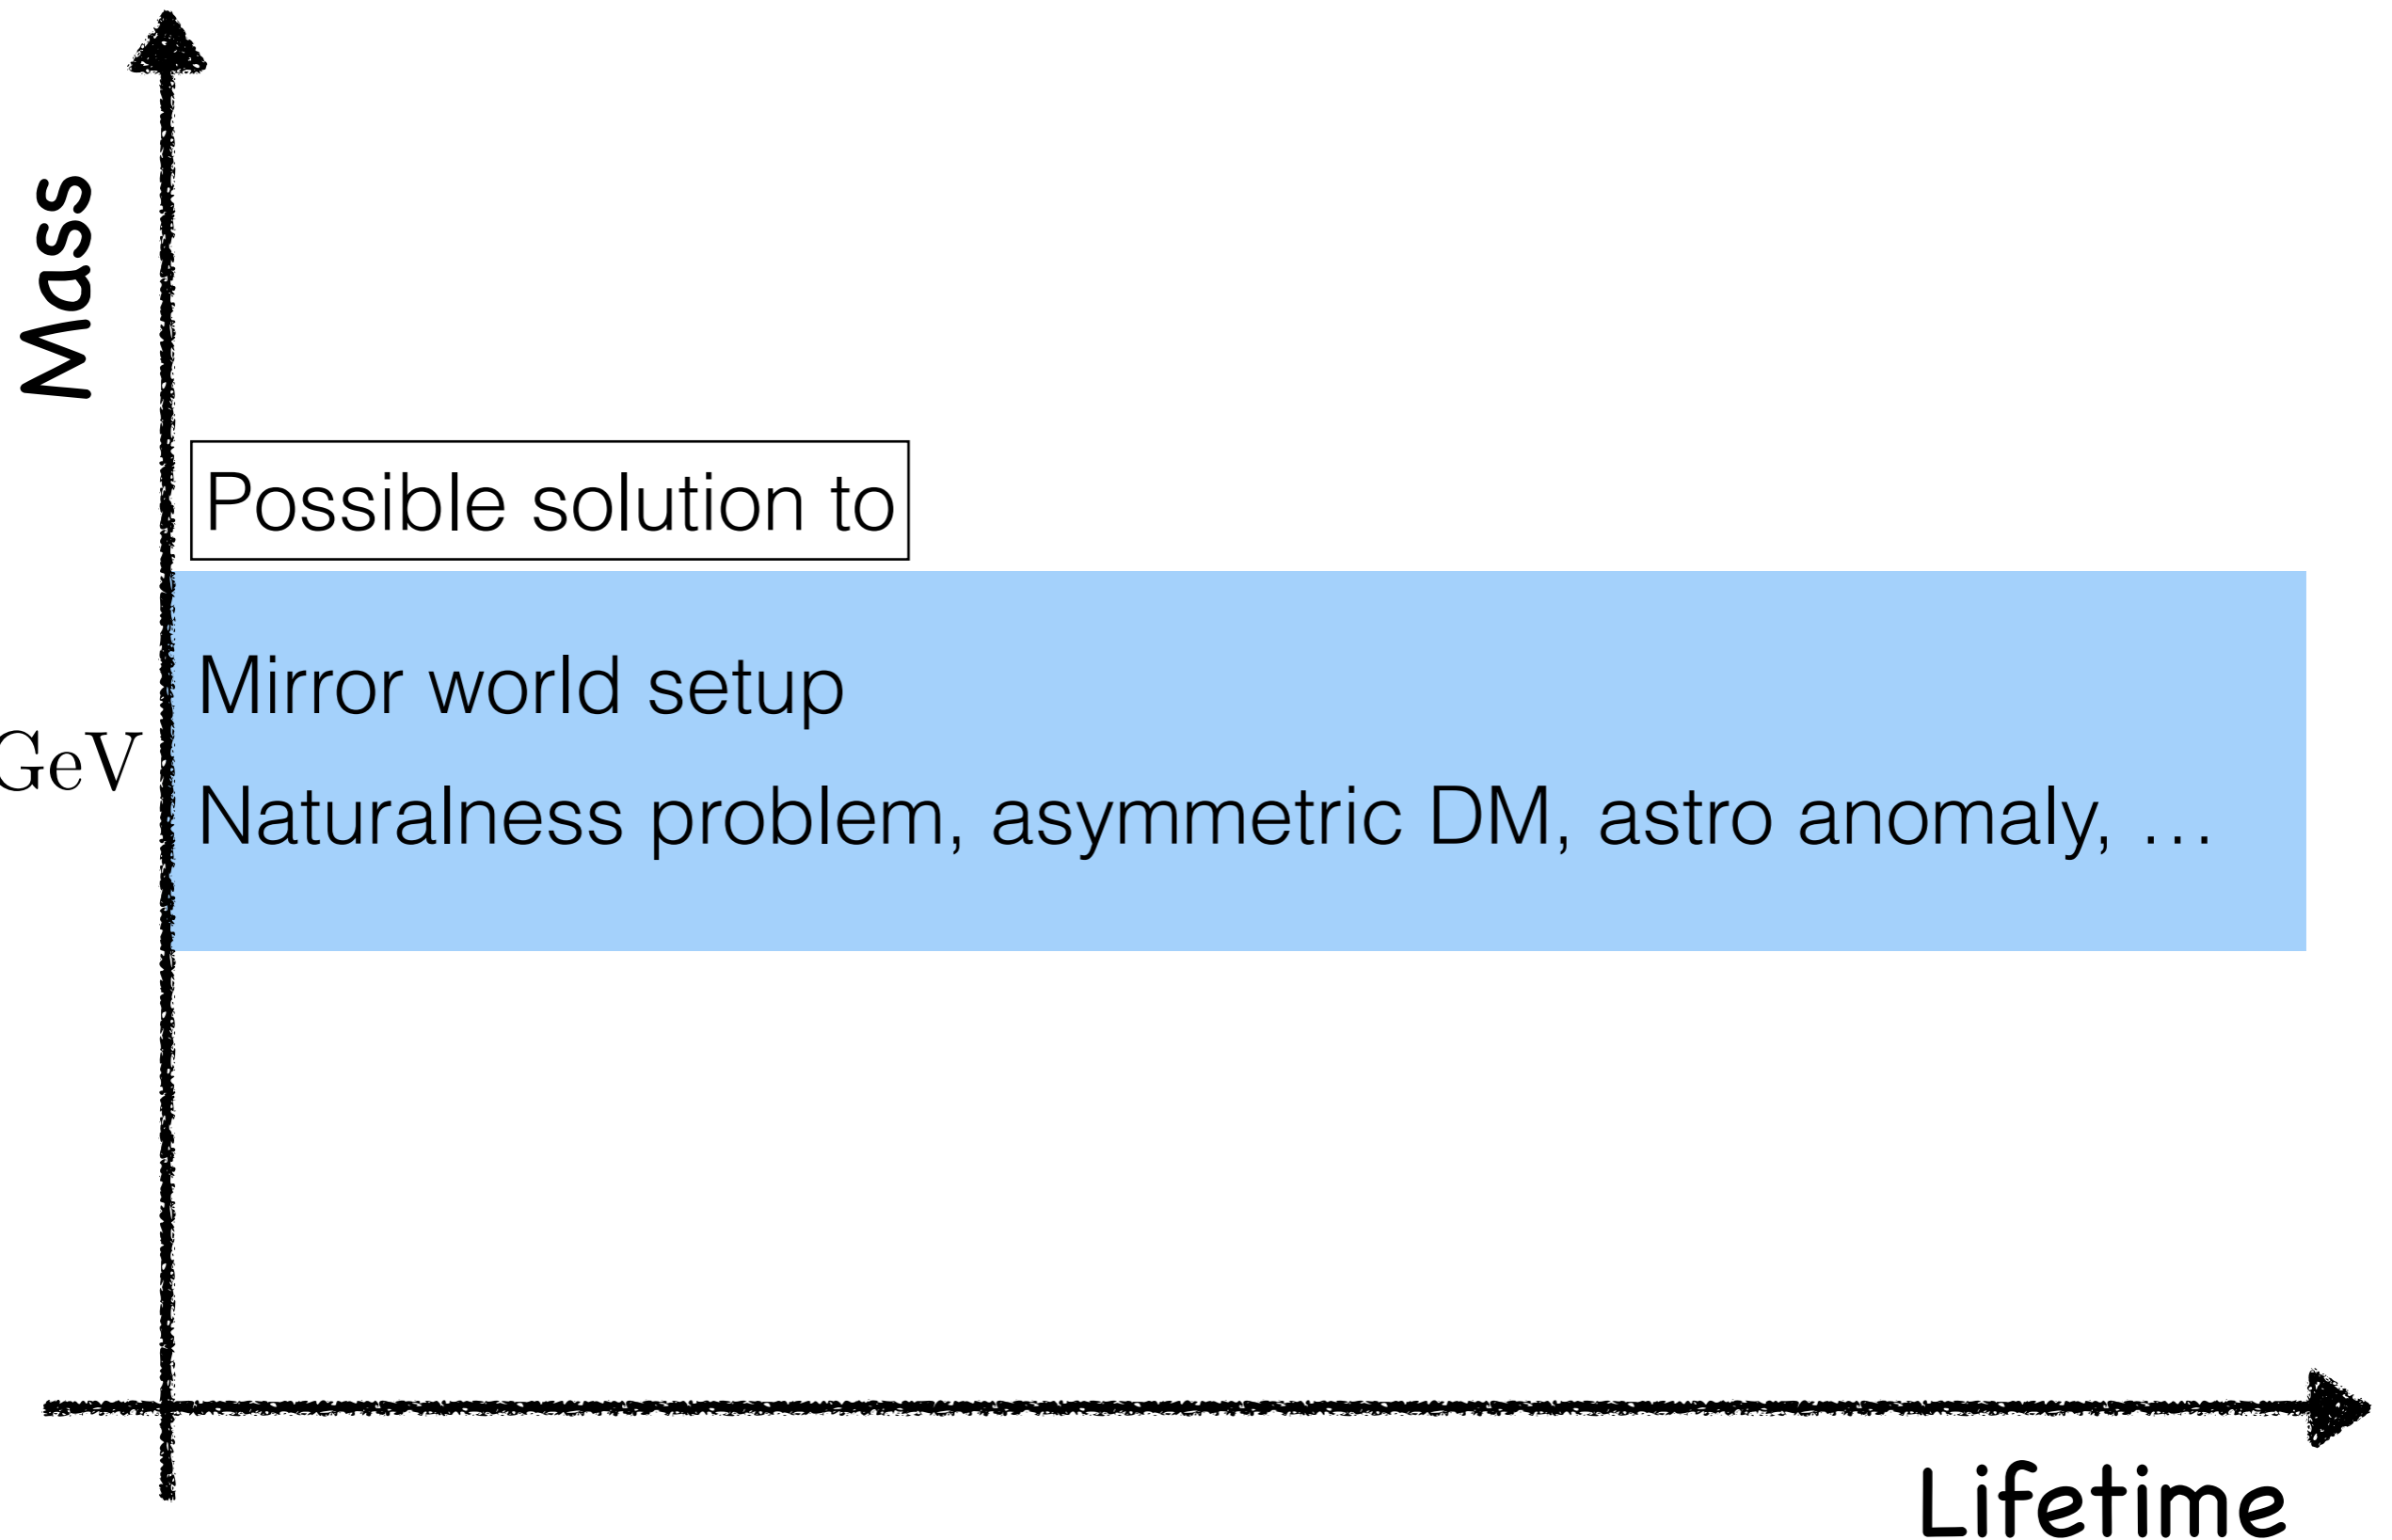 Mass
Possible solution to
Mirror world setup
GeV
Naturalness problem, asymmetric DM, astro anomaly, …
Lifetime